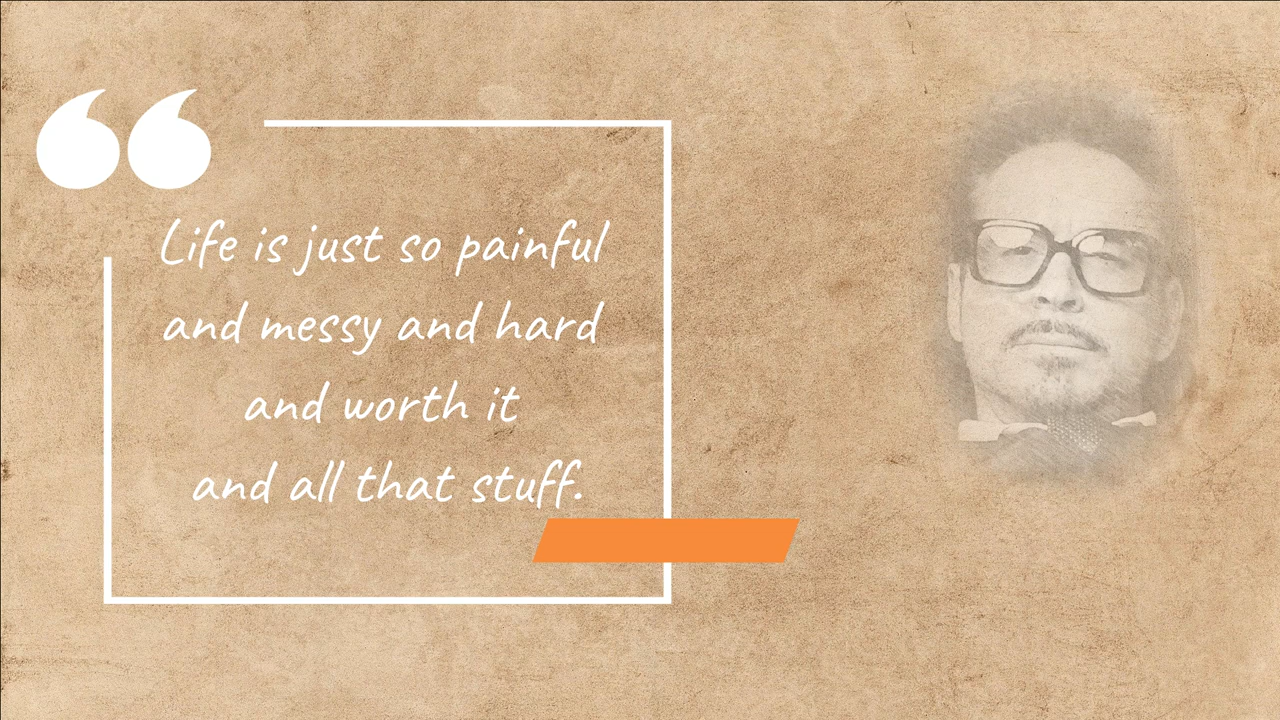 Life is just so painful
and messy and hard
and worth it
and all that stuff.